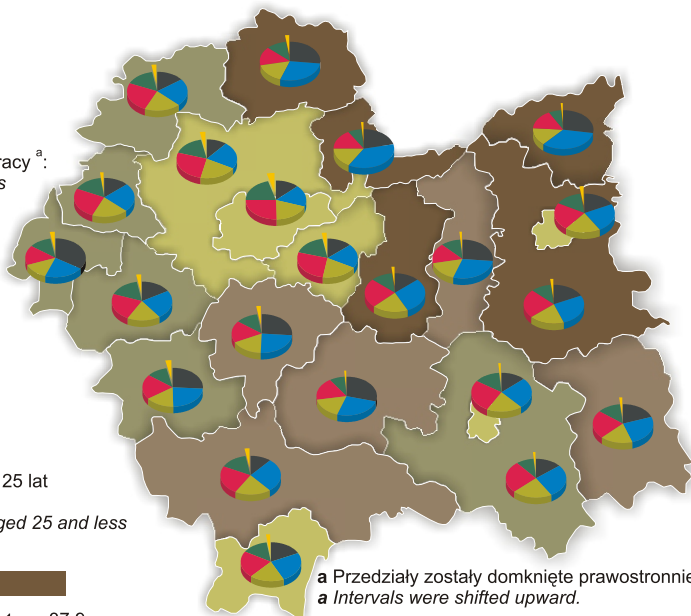 racy ᵃ:
s
25 lat
ged 25 and less
a Przedziały zostały domknięte prawostronnie
a Intervals were shifted upward.